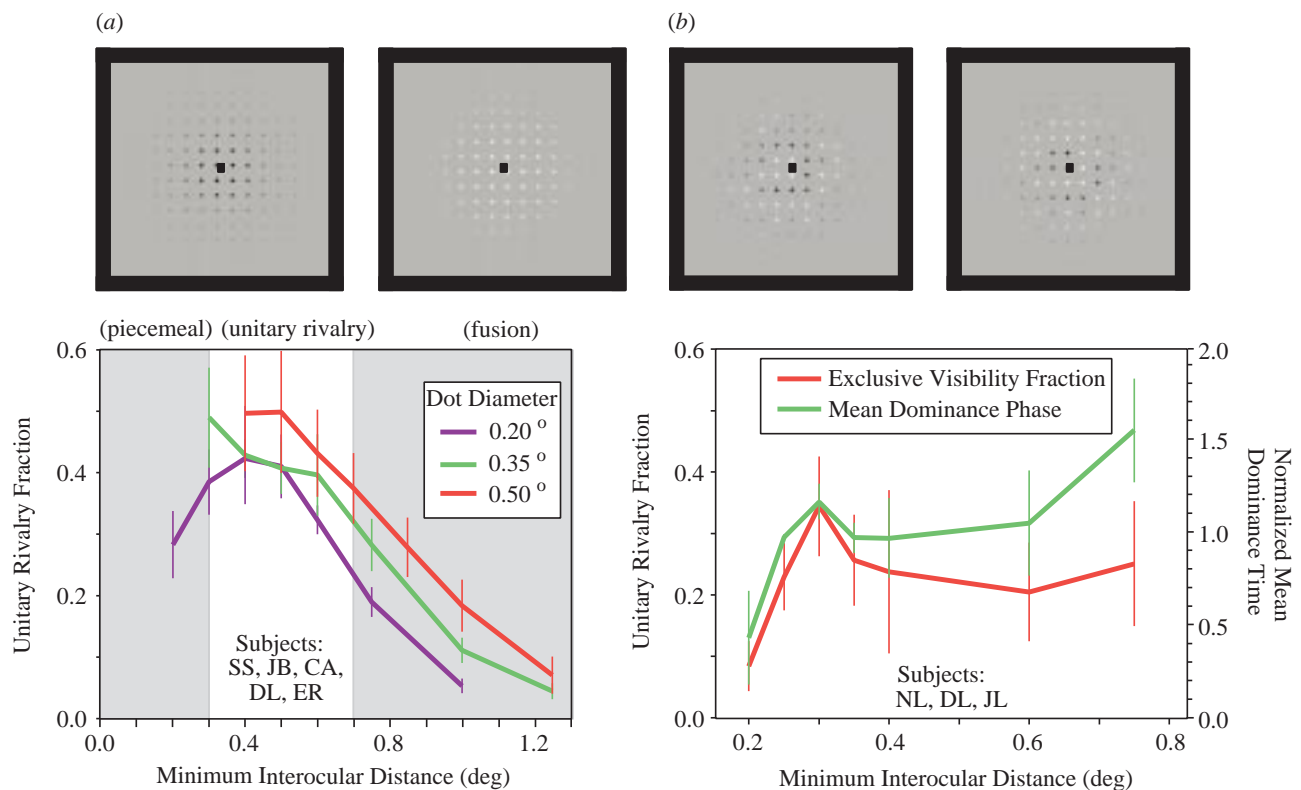 (a)
(b)
(piecemeal) (unitary rivalry) (fusion)
0.6
0.4
0.2
0.0
Unitary Rivalry Fraction
Dot Diameter
0.20 °
0.35 °
0.50 °
Subjects:
SS, JB, CA,
DL, ER
0.0 0.4 0.8 1.2
Minimum Interocular Distance (deg)
0.6
0.4
0.2
0.0
Unitary Rivalry Fraction
Exclusive Visibility Fraction
Mean Dominance Phase
Subjects:
NL, DL, JL
2.0
1.5
1.0
0.5
0.0
Normalized Mean
Dominance Time
0.2 0.4 0.6 0.8
Minimum Interocular Distance (deg)